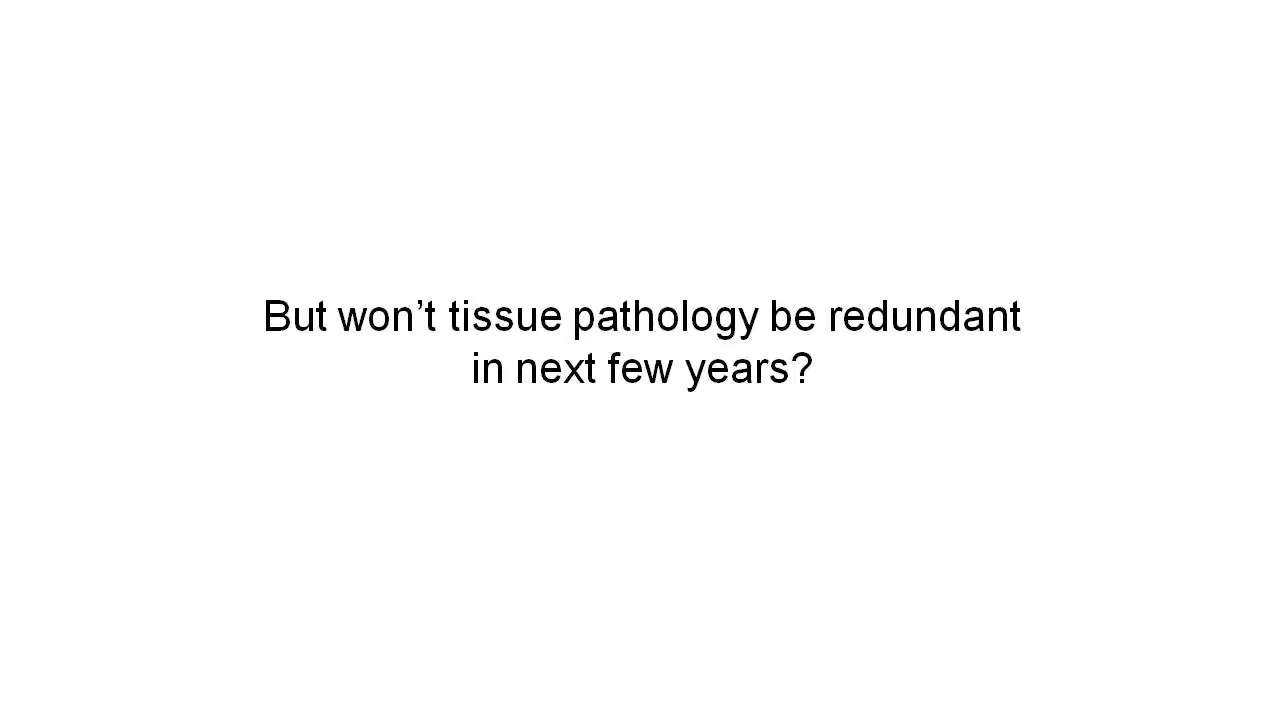 But won’t tissue pathology be redundant
in next few years?